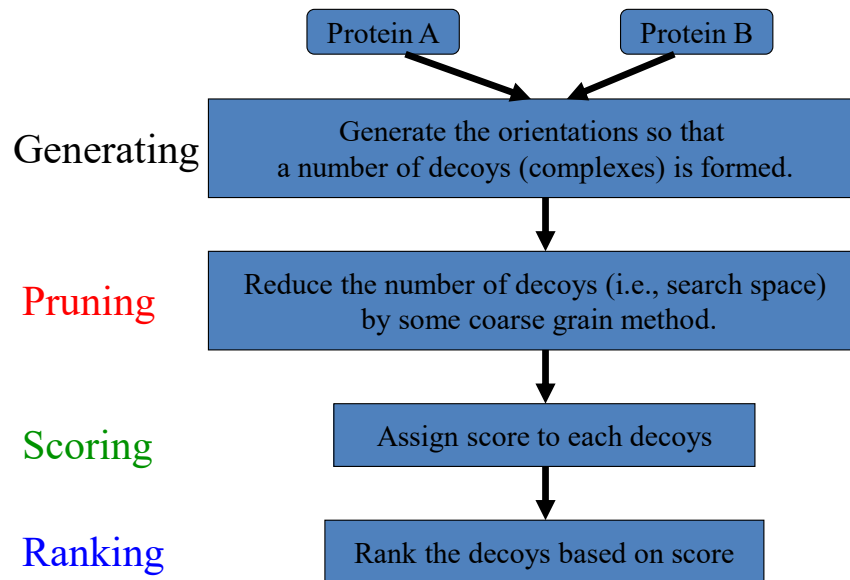 Protein A
Protein B
Generating
Generate the orientations so that
a number of decoys (complexes) is formed.
Pruning
Reduce the number of decoys (i.e., search space)
by some coarse grain method.
Scoring
Assign score to each decoys
Ranking
Rank the decoys based on score